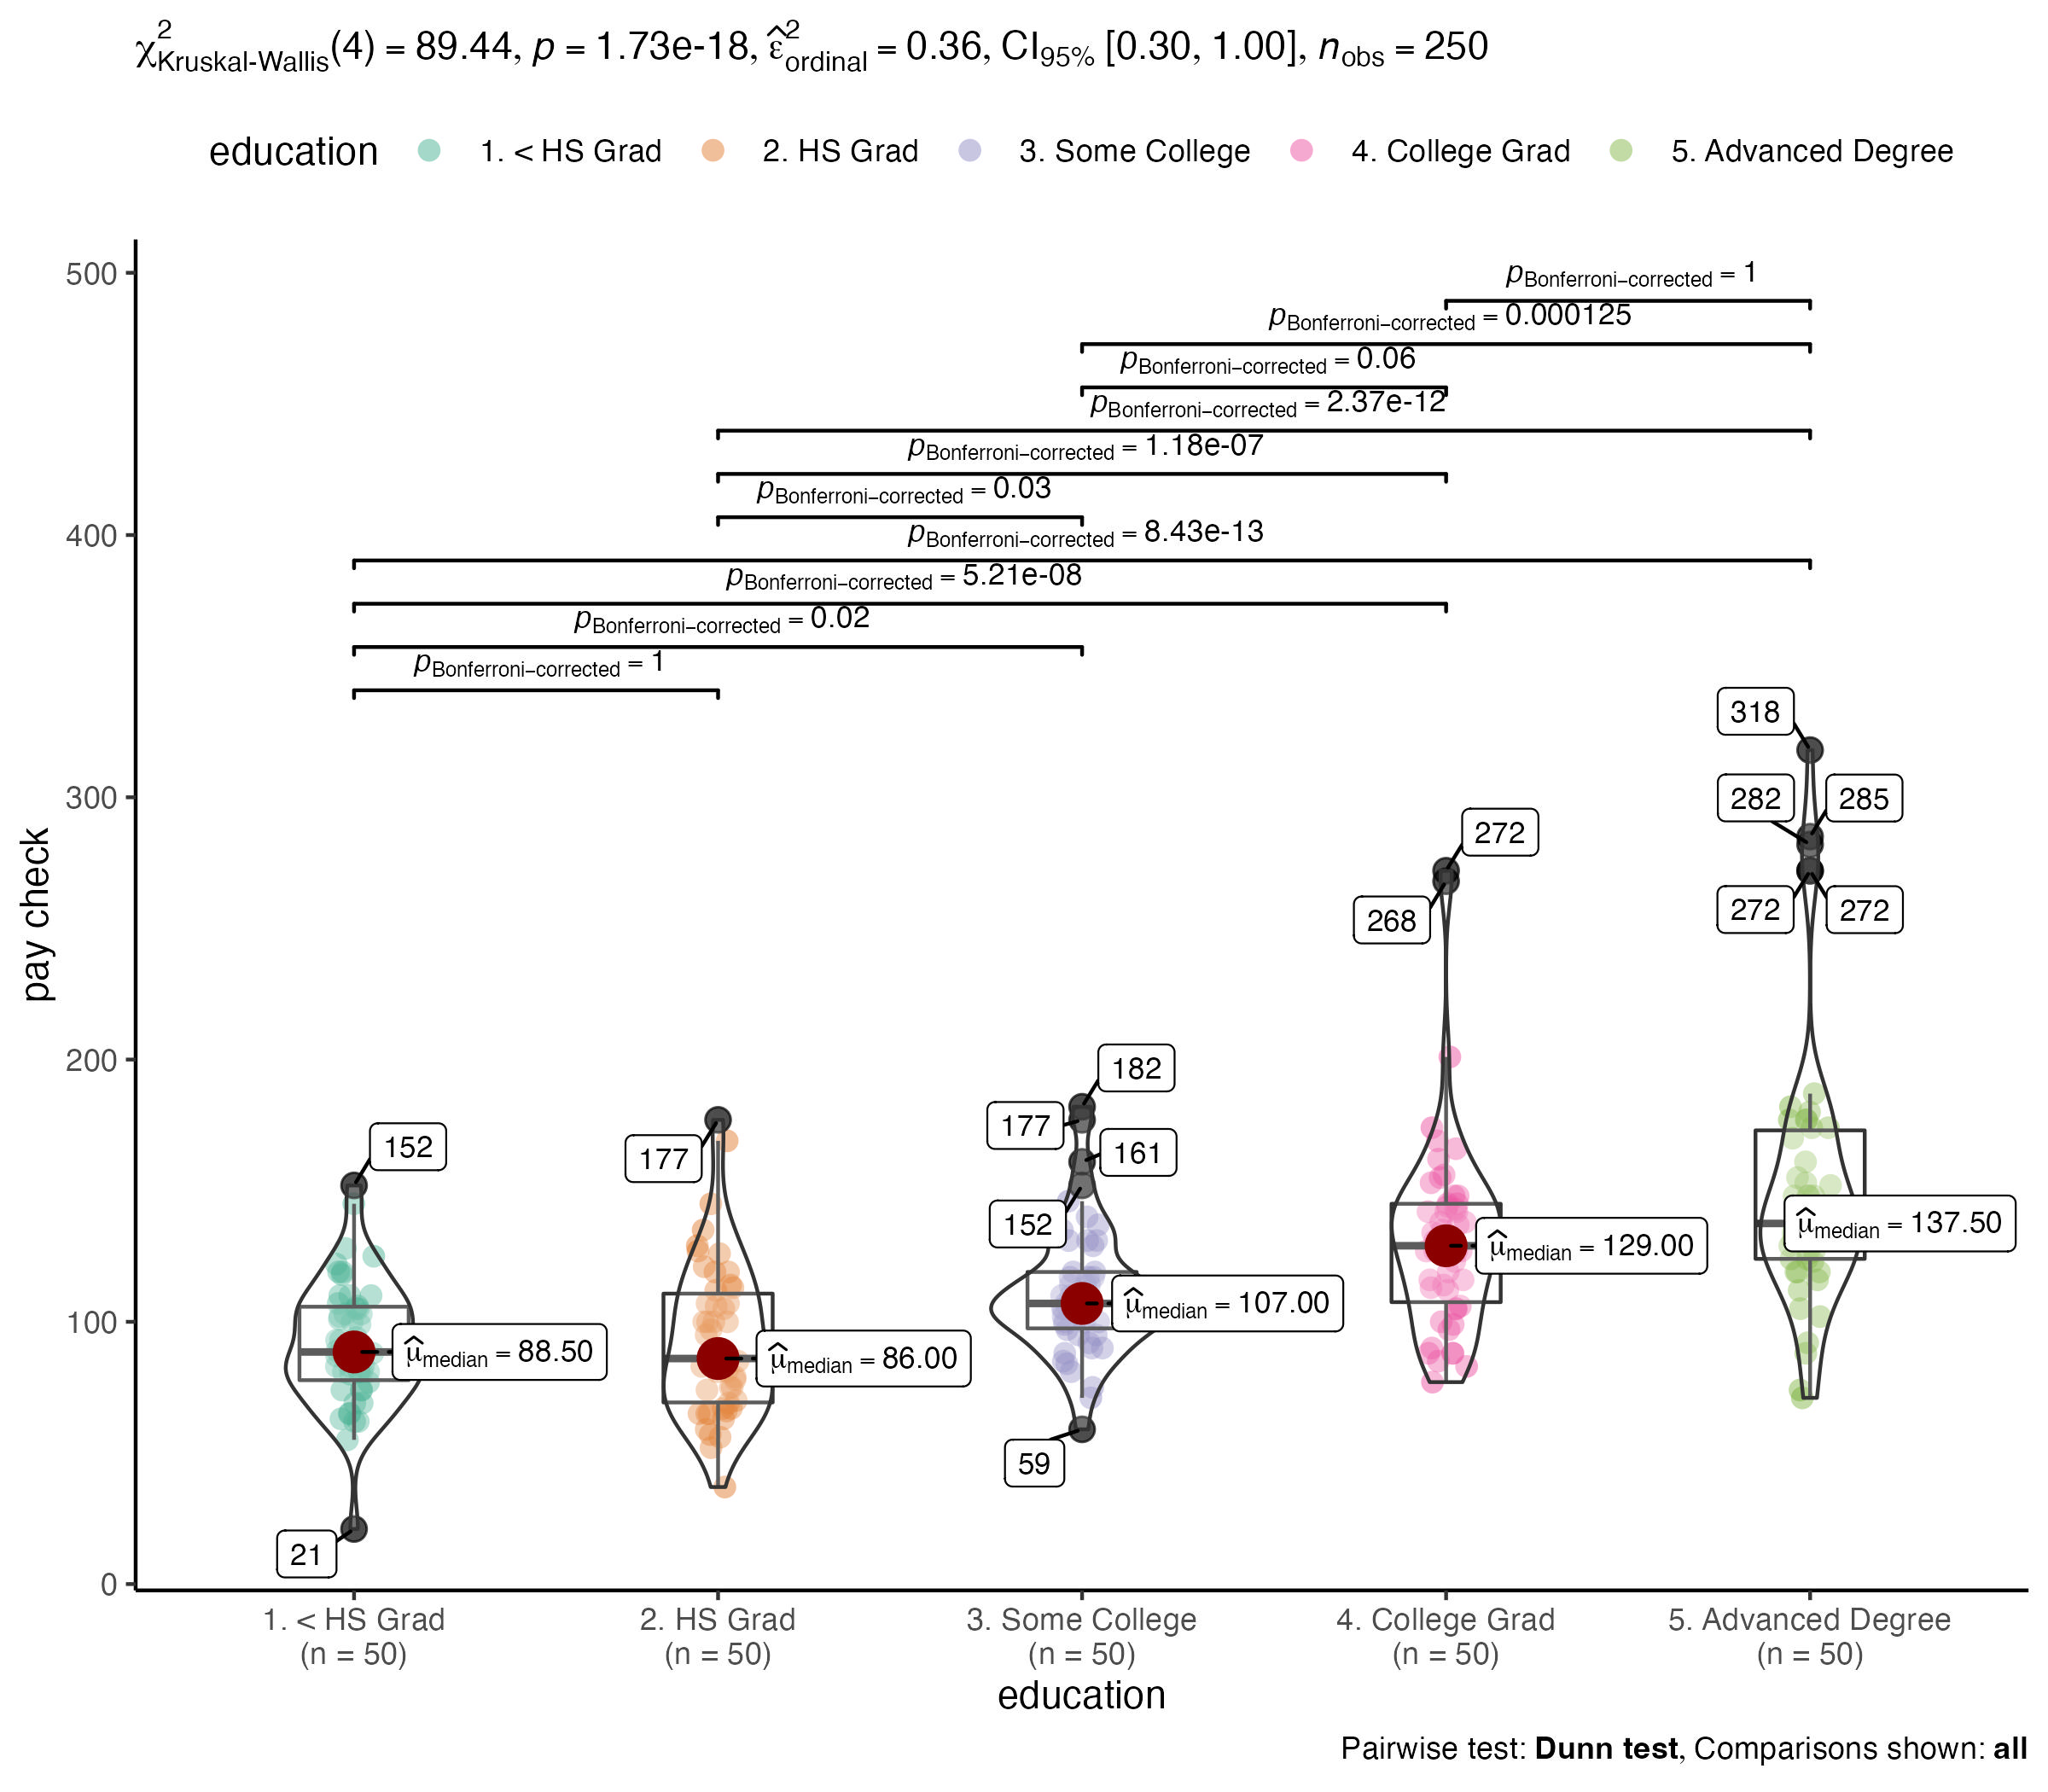 χ²Kruskal-Wallis(4) = 89.44, p = 1.73e-18, ε̂²ordinal = 0.36, CI95% [0.30, 1.00], nobs = 250
education 1. < HS Grad 2. HS Grad 3. Some College 4. College Grad 5. Advanced Degree
500
pBonferroni−corrected = 1
pBonferroni−corrected = 0.000125
pBonferroni−corrected = 0.06
pBonferroni−corrected = 2.37e-12
pBonferroni−corrected = 1.18e-07
pBonferroni−corrected = 0.03
400
pBonferroni−corrected = 8.43e-13
pBonferroni−corrected = 5.21e-08
pBonferroni−corrected = 0.02
pBonferroni−corrected = 1
318
300
282 285
272
268
272 272
pay check
200
182
177
161
152
177
152
μ̂median = 137.50
μ̂median = 129.00
μ̂median = 107.00
100
μ̂median = 88.50
μ̂median = 86.00
59
21
0
1. < HS Grad 2. HS Grad 3. Some College 4. College Grad 5. Advanced Degree
(n = 50) (n = 50) (n = 50) (n = 50) (n = 50)
education
Pairwise test: Dunn test, Comparisons shown: all